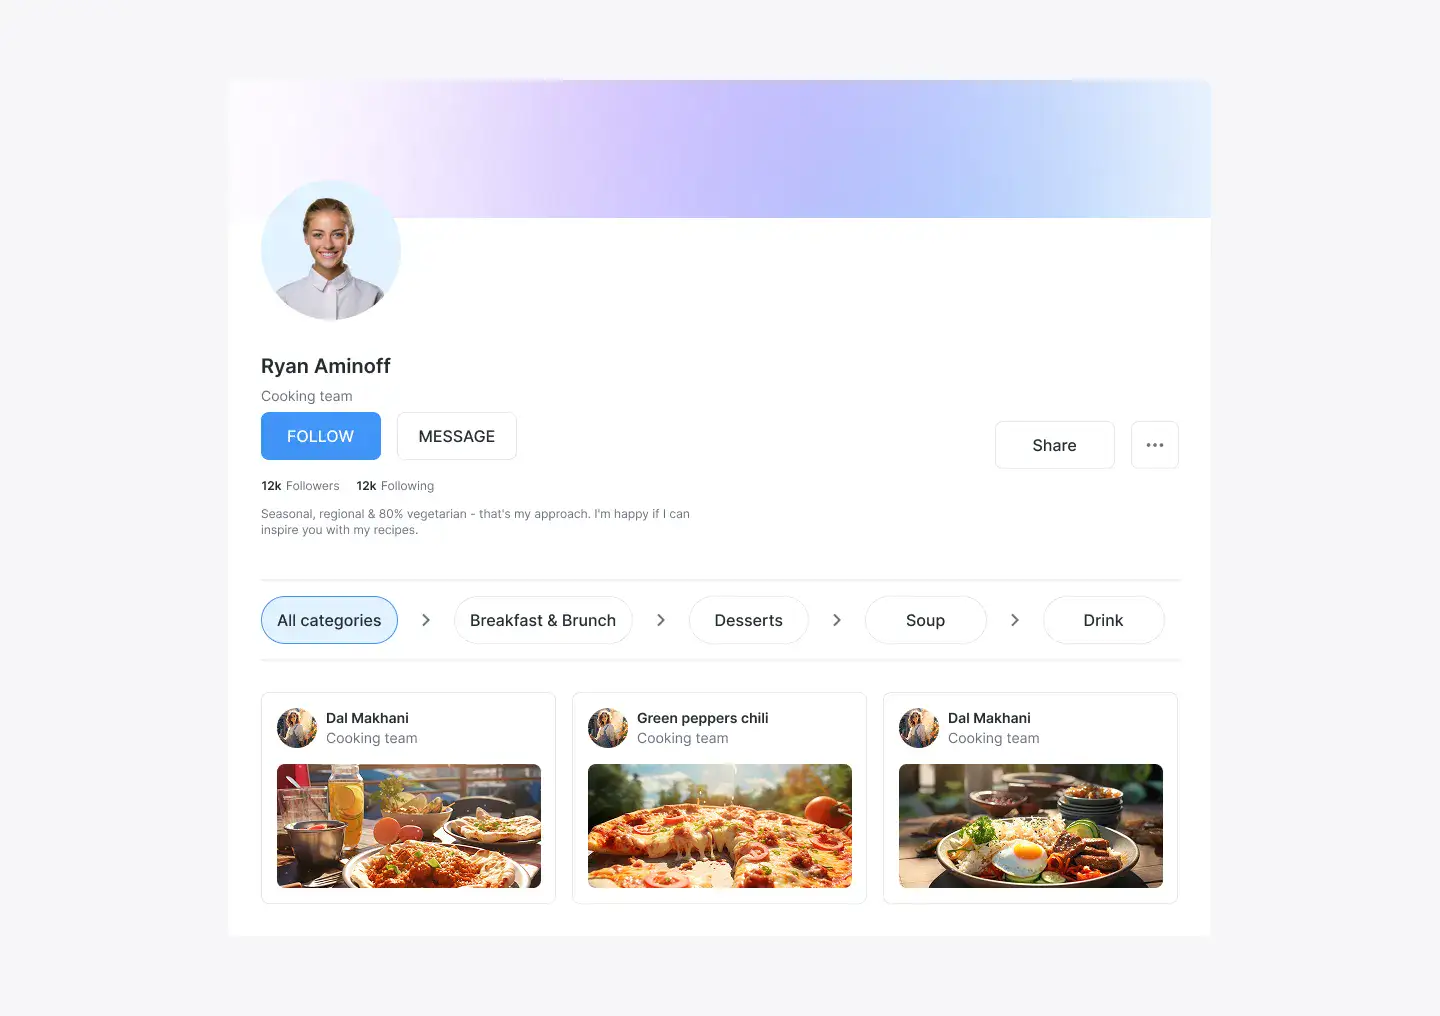 Ryan Aminoff
Cooking team
FOLLOW MESSAGE
Share
12k Followers 12k Following
Seasonal, regional & 80% vegetarian - that's my approach. I'm happy if I can
inspire you with my recipes.
All categories Breakfast & Brunch Desserts Soup Drink
Dal Makhani
Cooking team
Green peppers chili
Cooking team
Dal Makhani
Cooking team